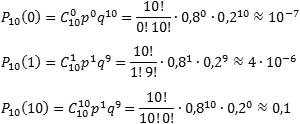 P₁₀(0) = C₁₀⁰p⁰q¹⁰ = 10!/(0! 10!) · 0,8⁰ · 0,2¹⁰ ≈ 10⁻⁷
P₁₀(1) = C₁₀¹p¹q⁹ = 10!/(1! 9!) · 0,8¹ · 0,2⁹ ≈ 4 · 10⁻⁶
P₁₀(10) = C₁₀¹⁰p¹q⁹ = 10!/(10! 0!) · 0,8¹⁰ · 0,2⁰ ≈ 0,1